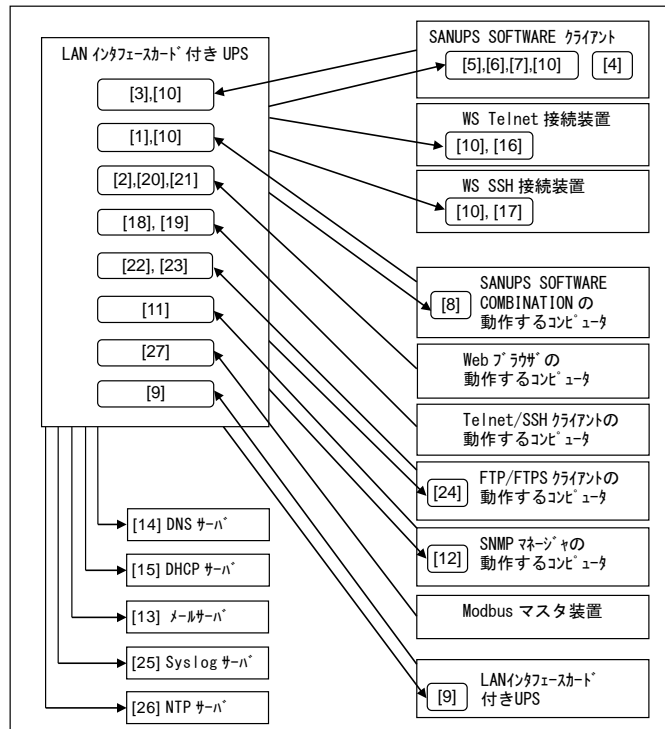 LAN ｲﾝﾀﾌｪｰｽｶｰﾄﾞ付き UPS
[3],[10]
[1],[10]
[2],[20],[21]
[18], [19]
[22], [23]
[11]
[27]
[9]
[14] DNS ｻｰﾊﾞ
[15] DHCP ｻｰﾊﾞ
[13] ﾒｰﾙｻｰﾊﾞ
[25] Syslog ｻｰﾊﾞ
[26] NTP ｻｰﾊﾞ
SANUPS SOFTWARE ｸﾗｲｱﾝﾄ
[5],[6],[7],[10] [4]
WS Telnet 接続装置
[10], [16]
WS SSH 接続装置
[10], [17]
[8]
SANUPS SOFTWARE
COMBINATION の
動作するｺﾝﾋﾟｭｰﾀ
Web ﾌﾞﾗｳｻﾞの
動作するｺﾝﾋﾟｭｰﾀ
Telnet/SSH ｸﾗｲｱﾝﾄの
動作するｺﾝﾋﾟｭｰﾀ
[24]
FTP/FTPS ｸﾗｲｱﾝﾄの
動作するｺﾝﾋﾟｭｰﾀ
[12]
SNMP ﾏﾈｰｼﾞｬの
動作するｺﾝﾋﾟｭｰﾀ
Modbus マスタ装置
[9]
LANｲﾝﾀﾌｪｰｽｶｰﾄﾞ
付きUPS